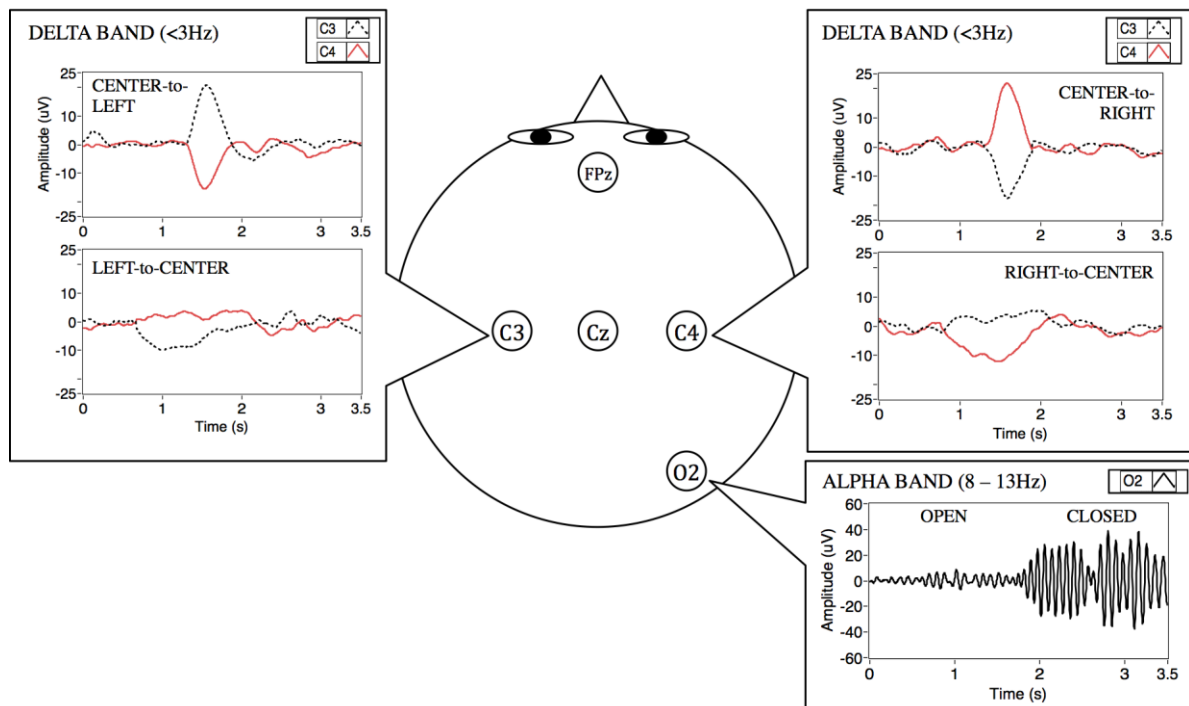 DELTA BAND (<3Hz)
C3
C4
CENTER-to-
LEFT
Amplitude (uV)
25
10
0
-10
-25
0
1
2
3
3.5
LEFT-to-CENTER
25
10
0
-10
-25
0
1
2
3
3.5
Time (s)
FPz
C3
Cz
C4
O2
DELTA BAND (<3Hz)
C3
C4
CENTER-to-
RIGHT
Amplitude (uV)
25
10
0
-10
-25
0
1
2
3
3.5
RIGHT-to-CENTER
25
10
0
-10
-25
0
1
2
3
3.5
Time (s)
ALPHA BAND (8 – 13Hz)
O2
OPEN
CLOSED
Amplitude (uV)
60
40
20
0
-20
-40
60
0
1
2
3
3.5
Time (s)